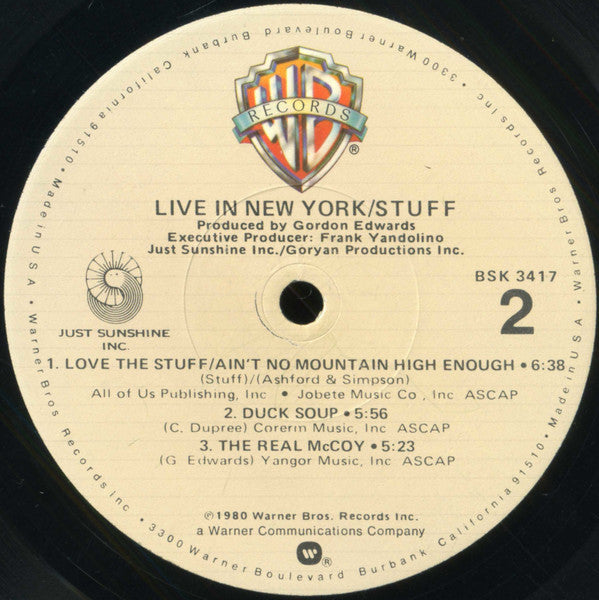 RECORDS
®
LIVE IN NEW YORK/STUFF
Produced by Gordon Edwards
Executive Producer: Frank Yandolino
Just Sunshine Inc./Goryan Productions Inc.
BSK 3417
2
JUST SUNSHINE
INC.
1. LOVE THE STUFF/AIN'T NO MOUNTAIN HIGH ENOUGH • 6:38
(Stuff)/(Ashford & Simpson)
All of Us Publishing, Inc • Jobete Music Co , Inc ASCAP
2. DUCK SOUP • 5:56
(C. Dupree) Corerm Music, Inc ASCAP
3. THE REAL McCOY • 5:23
(G. Edwards) Yangor Music, Inc ASCAP
℗1980 Warner Bros. Records Inc.
a Warner Communications Company
®
Warner Bros Records Inc • 3300 Warner Boulevard Burbank California 91510 • Made in USA • Warner Bros Records Inc • 3300 Warner Boulevard Burbank California 91510 • Made in USA •